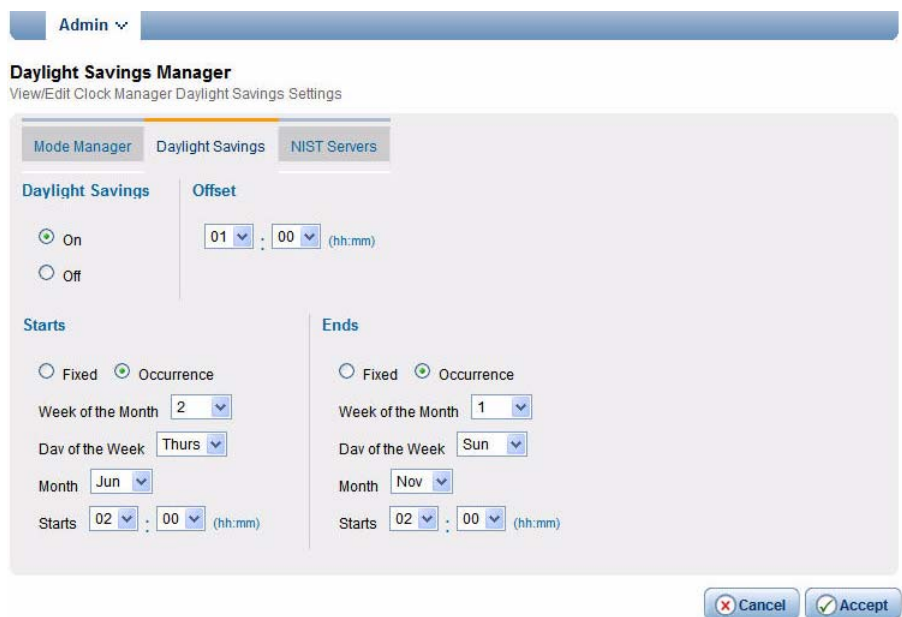 Admin
Daylight Savings Manager
View/Edit Clock Manager Daylight Savings Settings
Mode Manager Daylight Savings NIST Servers
Daylight Savings Offset
On 01 : 00 (hh:mm)
Off
Starts Ends
Fixed Occurrence Fixed Occurrence
Week of the Month 2 Week of the Month 1
Day of the Week Thurs Day of the Week Sun
Month Jun Month Nov
Starts 02 : 00 (hh:mm) Starts 02 : 00 (hh:mm)
Cancel Accept